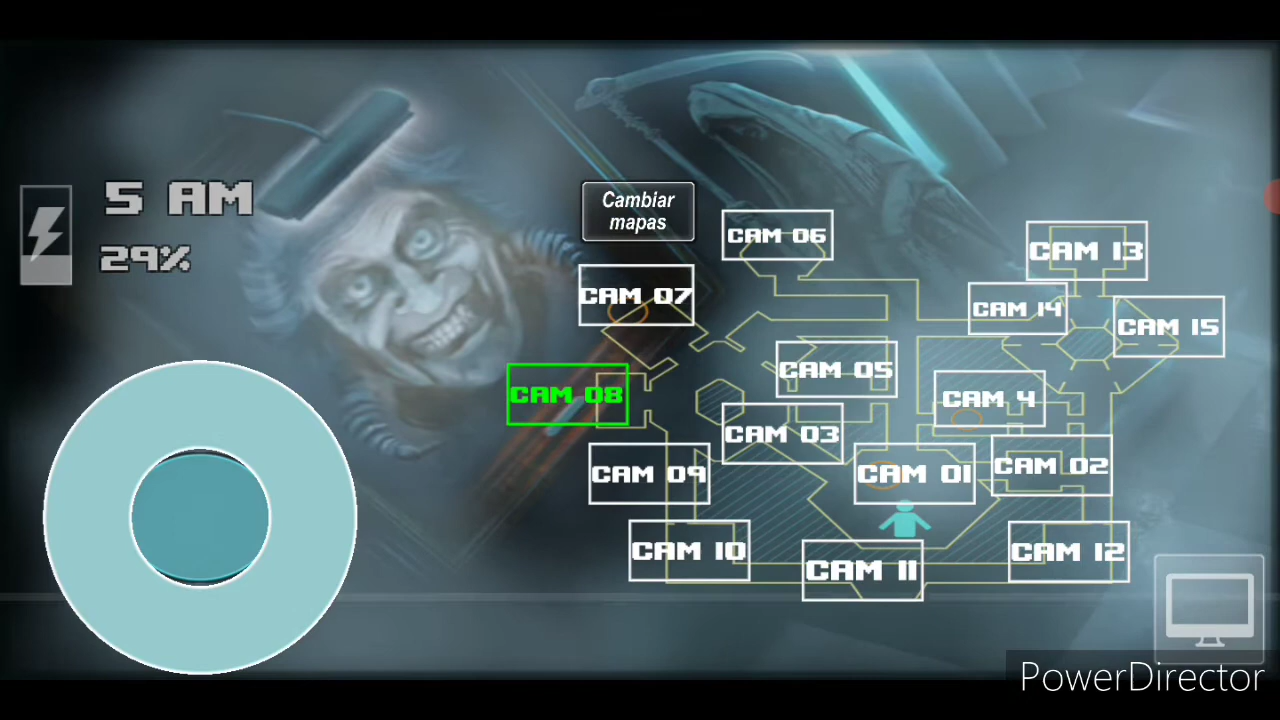 5 AM
29%
Cambiar
mapas
CAM 06
CAM 13
CAM 07
CAM 14
CAM 15
CAM 05
CAM 08
CAM 4
CAM 03
CAM 09
CAM 01
CAM 02
CAM 10
CAM 11
CAM 12
PowerDirector